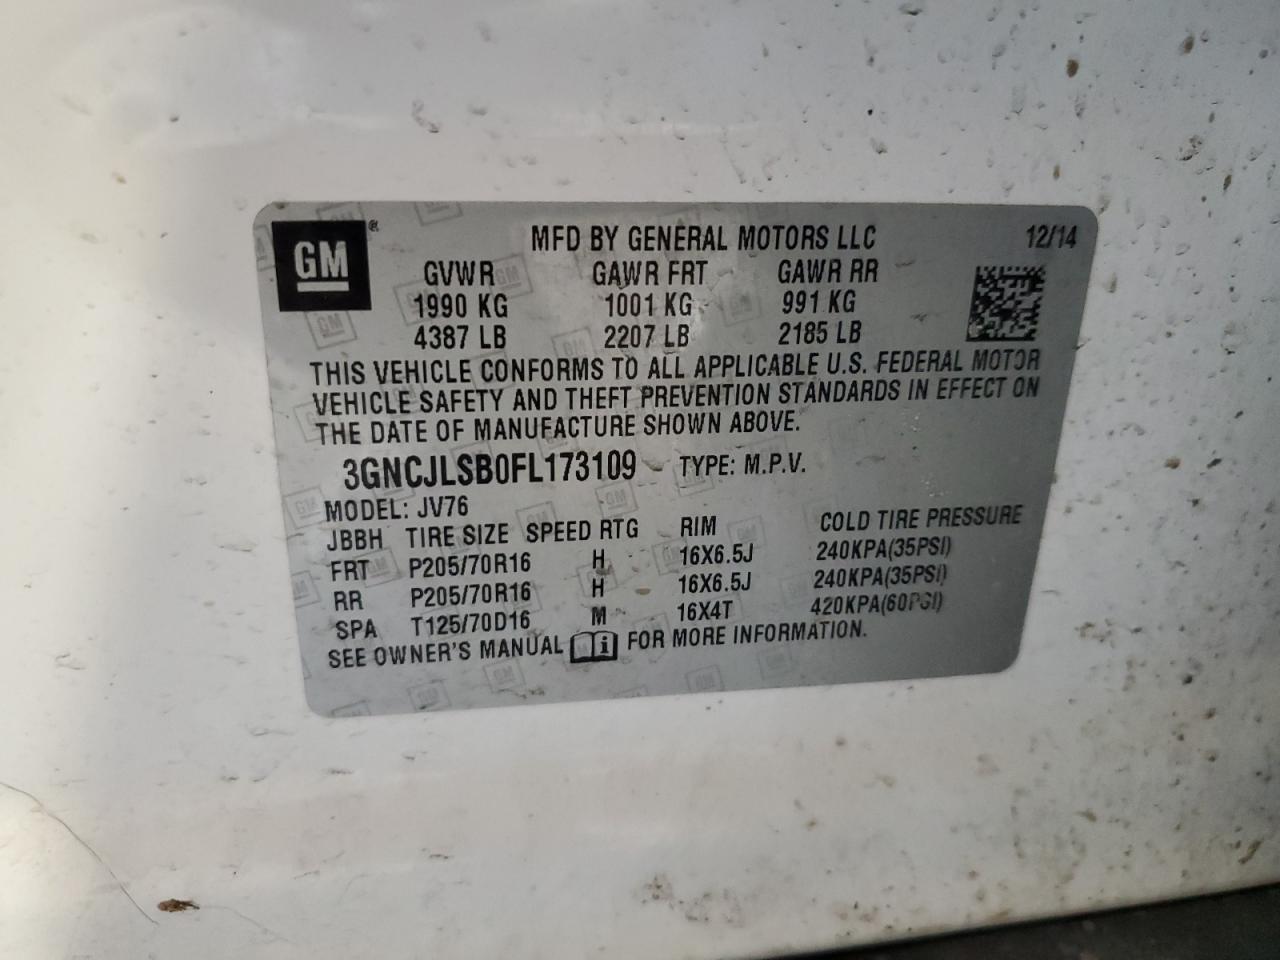 GM ®
MFD BY GENERAL MOTORS LLC 12/14
GVWR GAWR FRT GAWR RR
1990 KG 1001 KG 991 KG
4387 LB 2207 LB 2185 LB
THIS VEHICLE CONFORMS TO ALL APPLICABLE U.S. FEDERAL MOTOR
VEHICLE SAFETY AND THEFT PREVENTION STANDARDS IN EFFECT ON
THE DATE OF MANUFACTURE SHOWN ABOVE.
3GNCJLSB0FL173109 TYPE: M.P.V.
MODEL: JV76
JBBH TIRE SIZE SPEED RTG RIM COLD TIRE PRESSURE
FRT P205/70R16 H 16X6.5J 240KPA(35PSI)
RR P205/70R16 H 16X6.5J 240KPA(35PSI)
SPA T125/70D16 M 16X4T 420KPA(60PSI)
SEE OWNER'S MANUAL i FOR MORE INFORMATION.